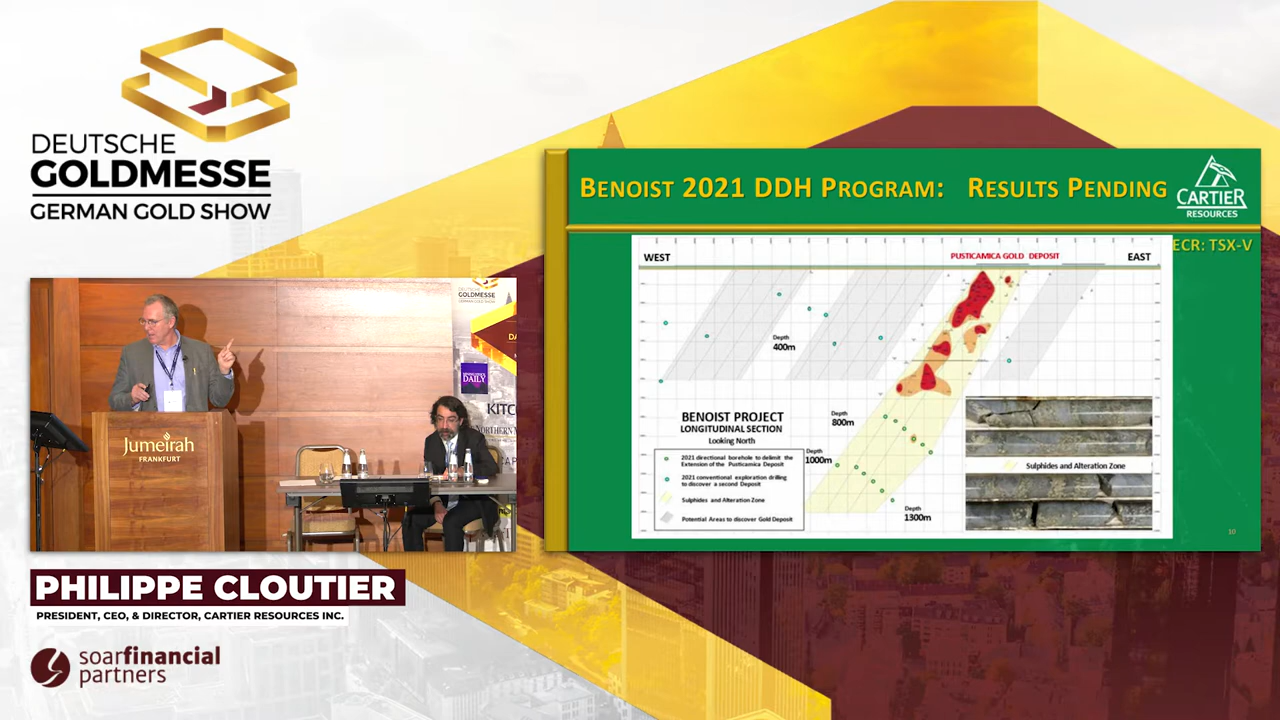 DEUTSCHE
GOLDMESSE
GERMAN GOLD SHOW
BENOIST 2021 DDH PROGRAM: RESULTS PENDING
CARTIER
RESOURCES
ECR: TSX-V
WEST
PUSTICAMICA GOLD DEPOSIT
EAST
Depth
400m
Depth
800m
Depth
1000m
Depth
1300m
BENOIST PROJECT
LONGITUDINAL SECTION
Looking North
2021 directional borehole to delimit the
Extension of the Pusticamica Deposit
2021 conventional exploration drilling
to discover a second Deposit
Sulphides and Alteration Zone
Potential Areas to discover Gold Deposit
Sulphides and Alteration Zone
10
DEUTSCHE
GOLDMESSE
DAILY
KITC
Jumeirah
FRANKFURT
PHILIPPE CLOUTIER
PRESIDENT, CEO, & DIRECTOR, CARTIER RESOURCES INC.
soarfinancial
partners